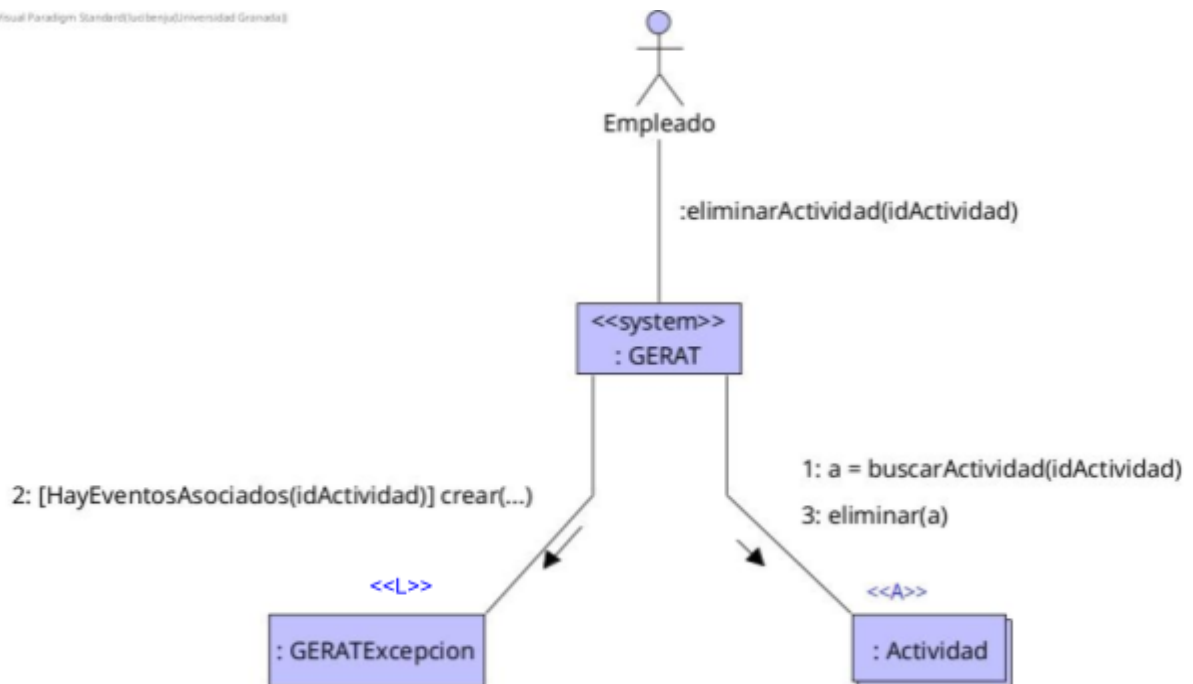 Empleado
:eliminarActividad(idActividad)
<<system>>
: GERAT
1: a = buscarActividad(idActividad)
2: [HayEventosAsociados(idActividad)] crear(...)
3: eliminar(a)
<<L>>
<<A>>
: GERATExcepcion
: Actividad